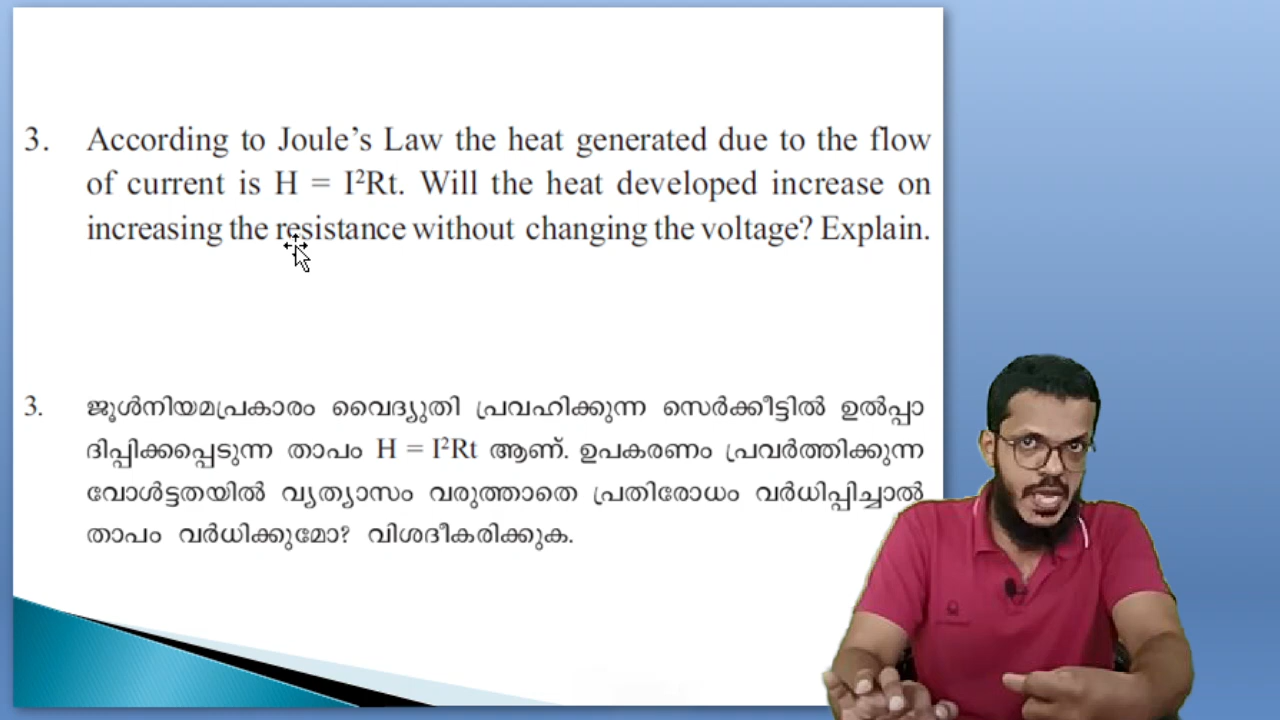 3. According to Joule’s Law the heat generated due to the flow
of current is H = I²Rt. Will the heat developed increase on
increasing the resistance without changing the voltage? Explain.
3. ജൂൾനിയമപ്രകാരം വൈദ്യുതി പ്രവഹിക്കുന്ന സെർക്കീട്ടിൽ ഉൽപ്പാ
ദിപ്പിക്കപ്പെടുന്ന താപം H = I²Rt ആണ്. ഉപകരണം പ്രവർത്തിക്കുന്ന
വോൾട്ടതയിൽ വ്യത്യാസം വരുത്താതെ പ്രതിരോധം വർധിപ്പിച്ചാൽ
താപം വർധിക്കുമോ? വിശദീകരിക്കുക.